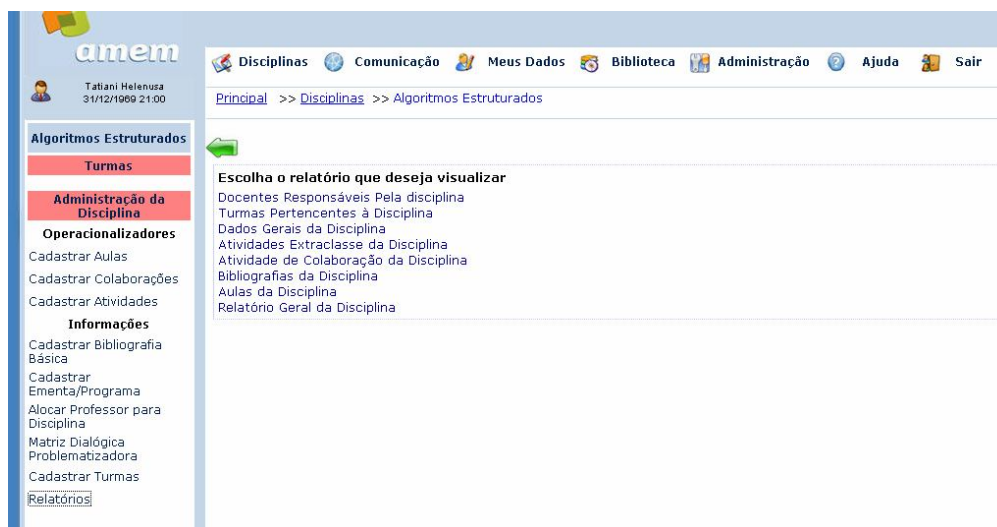 amem
Tatiani Helenusa
31/12/1969 21:00
Disciplinas Comunicação Meus Dados Biblioteca Administração Ajuda Sair
Principal >> Disciplinas >> Algoritmos Estruturados
Algoritmos Estruturados
Turmas
Administração da
Disciplina
Operacionalizadores
Cadastrar Aulas
Cadastrar Colaborações
Cadastrar Atividades
Informações
Cadastrar Bibliografia
Básica
Cadastrar
Ementa/Programa
Alocar Professor para
Disciplina
Matriz Dialógica
Problematizadora
Cadastrar Turmas
Relatórios
Escolha o relatório que deseja visualizar
Docentes Responsáveis Pela disciplina
Turmas Pertencentes à Disciplina
Dados Gerais da Disciplina
Atividades Extraclasse da Disciplina
Atividade de Colaboração da Disciplina
Bibliografias da Disciplina
Aulas da Disciplina
Relatório Geral da Disciplina